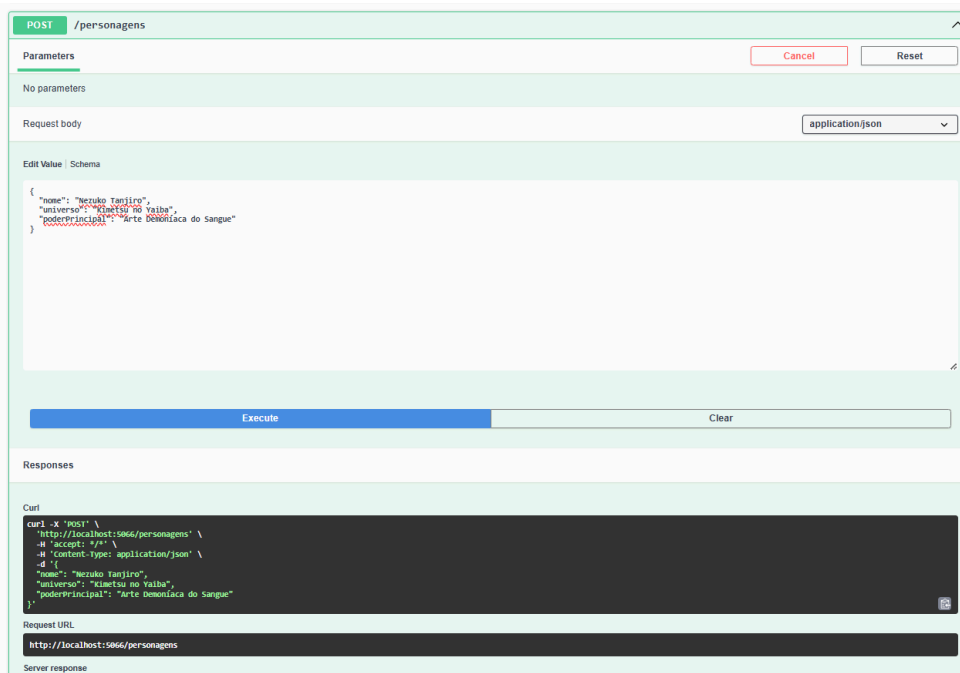 POST /personagens
Parameters
Cancel
Reset
No parameters
Request body
application/json
Edit Value | Schema
{
  "nome": "Nezuko Tanjiro",
  "universo": "Kimetsu no Yaiba",
  "poderPrincipal": "Arte Demoníaca do Sangue"
}
Execute
Clear
Responses
Curl
curl -X 'POST' \
  'http://localhost:5066/personagens' \
  -H 'accept: */*' \
  -H 'Content-Type: application/json' \
  -d '{
  "nome": "Nezuko Tanjiro",
  "universo": "Kimetsu no Yaiba",
  "poderPrincipal": "Arte Demoníaca do Sangue"
}'
Request URL
http://localhost:5066/personagens
Server response